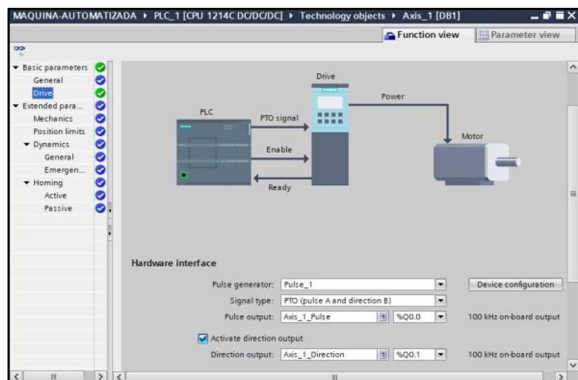 MAQUINA-AUTOMATIZADA ▸ PLC_1 [CPU 1214C DC/DC/DC] ▸ Technology objects ▸ Axis_1 [DB1]
Function view
Parameter view
Basic parameters
General
Drive
Extended para...
Mechanics
Position limits
Dynamics
General
Emergen...
Homing
Active
Passive
Drive
Power
PLC
PTO signal
Motor
Enable
Ready
Hardware interface
Pulse generator: Pulse_1 Device configuration
Signal type: PTO (pulse A and direction B)
Pulse output: Axis_1_Pulse %Q0.0 100 kHz on-board output
Activate direction output
Direction output: Axis_1_Direction %Q0.1 100 kHz on-board output